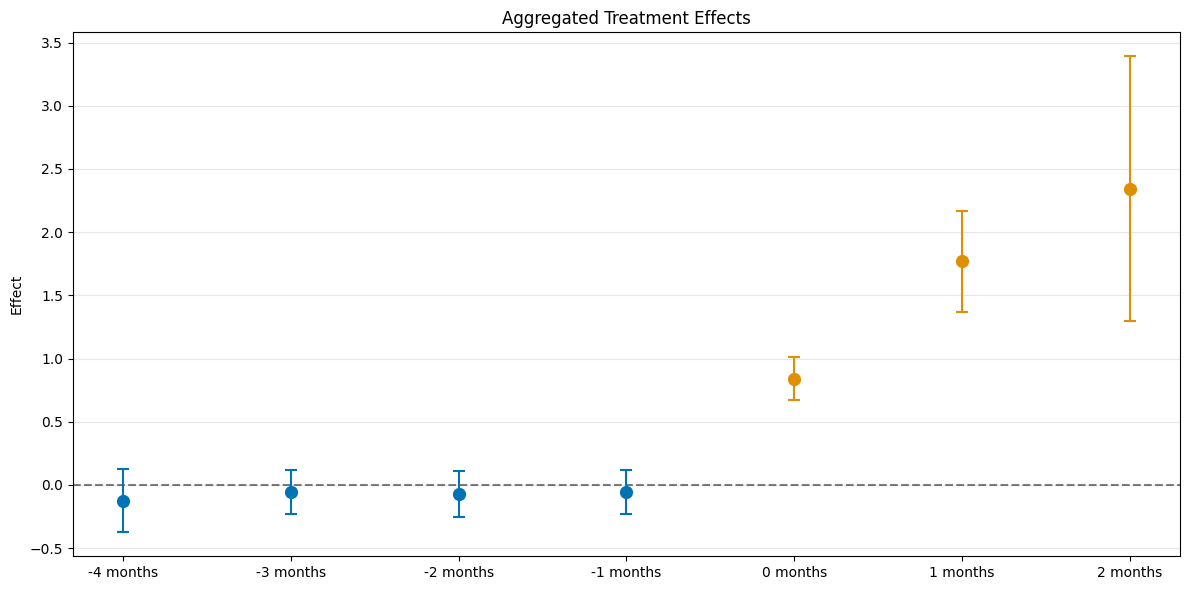 Aggregated Treatment Effects
Effect
3.5
3.0
2.5
2.0
1.5
1.0
0.5
0.0
−0.5
-4 months
-3 months
-2 months
-1 months
0 months
1 months
2 months